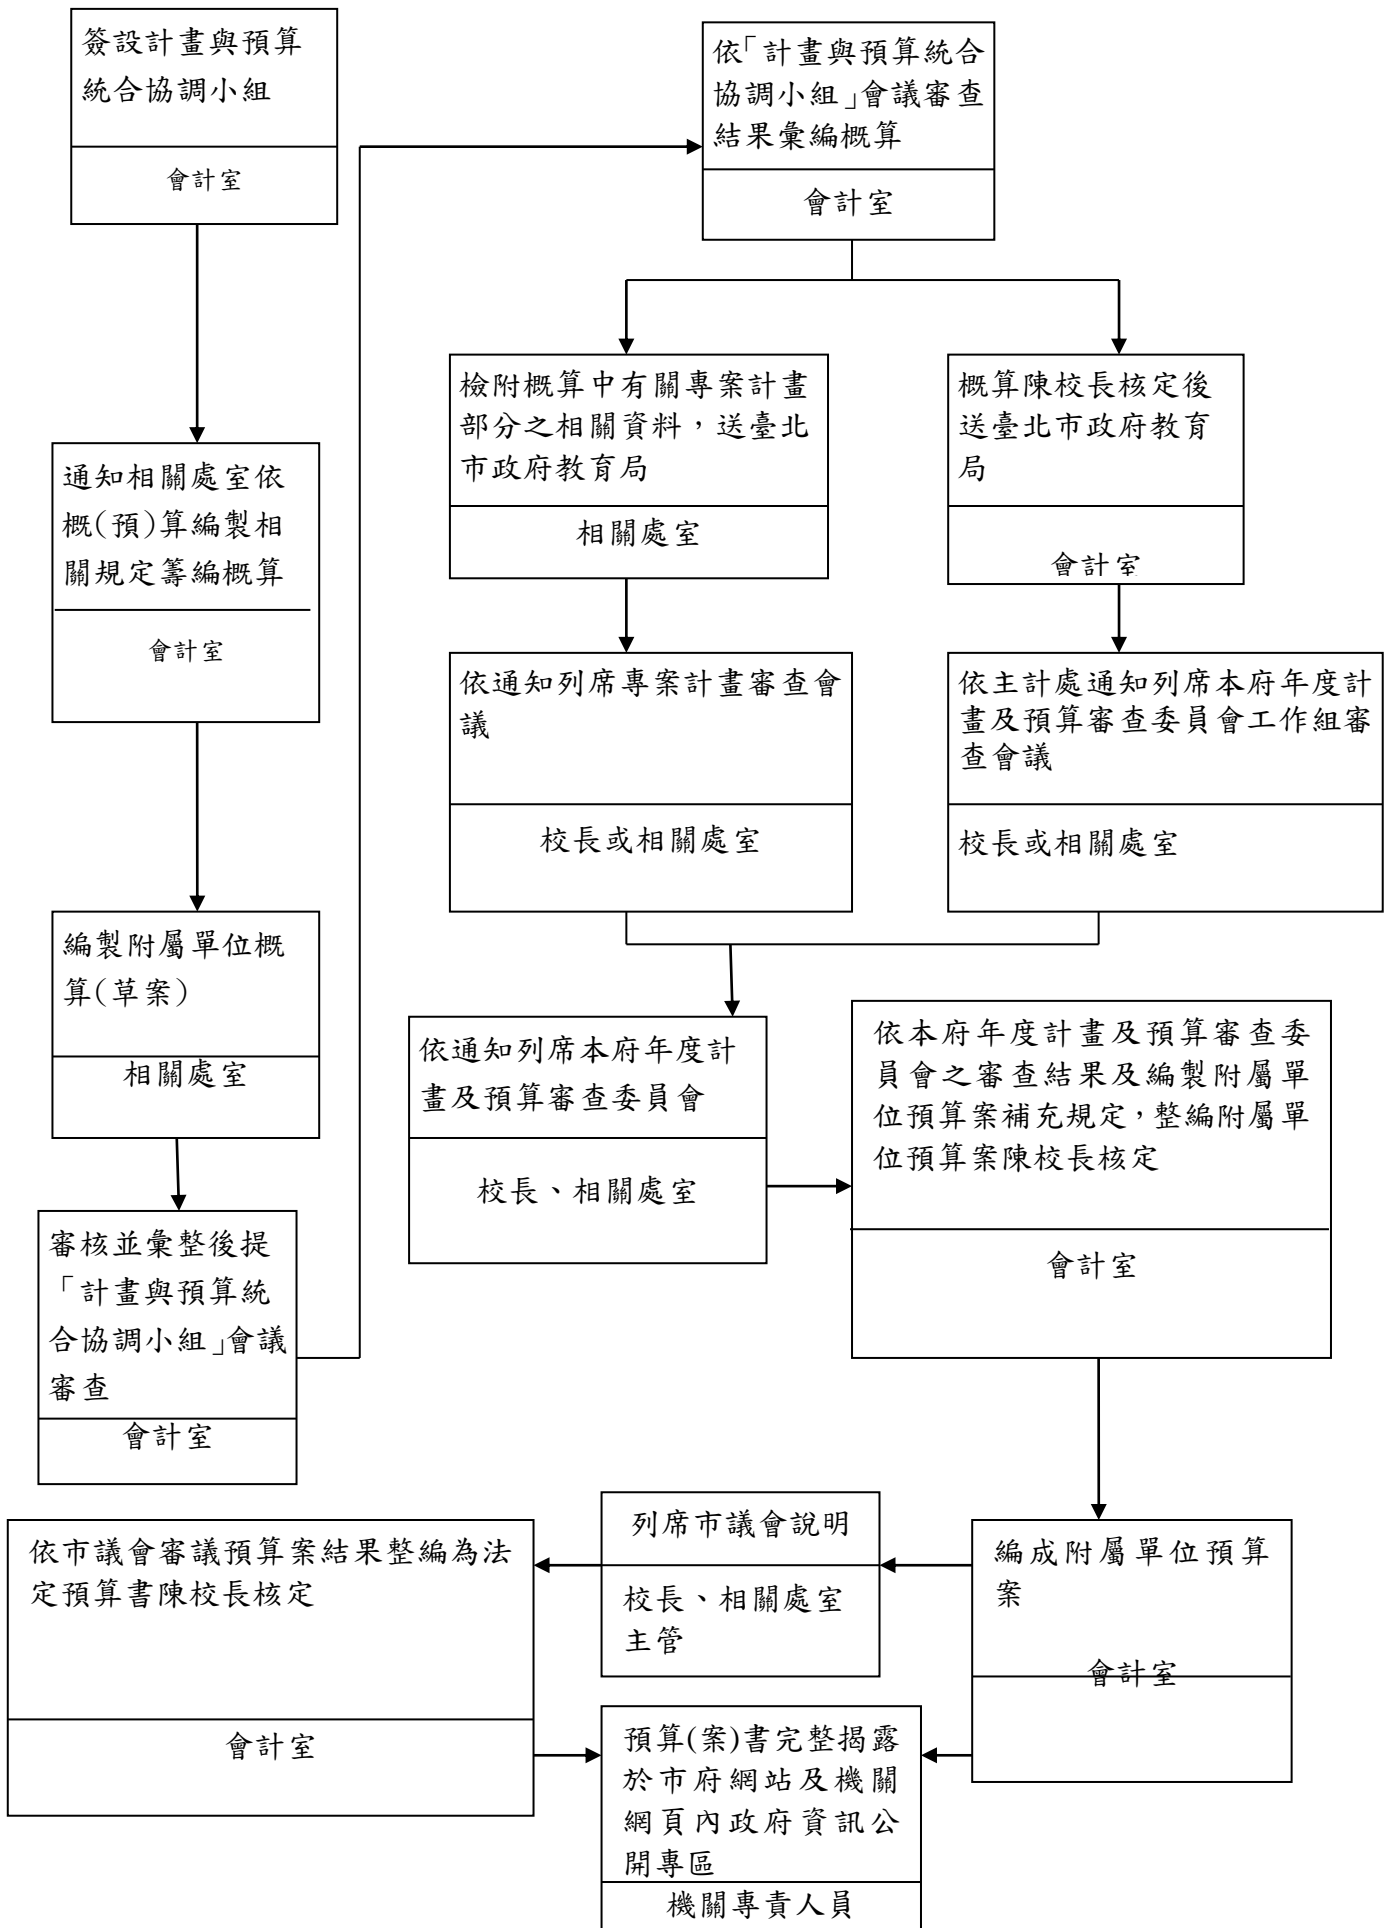 簽設計畫與預算
統合協調小組
會計室
通知相關處室依
概(預)算編製相
關規定籌編概算
會計室
編製附屬單位概
算(草案)
相關處室
審核並彙整後提
「計畫與預算統
合協調小組」會議
審查
會計室
依「計畫與預算統合
協調小組」會議審查
結果彙編概算
會計室
檢附概算中有關專案計畫
部分之相關資料，送臺北
市政府教育局
相關處室
概算陳校長核定後
送臺北市政府教育
局
會計室
依通知列席專案計畫審查會
議
校長或相關處室
依主計處通知列席本府年度計
畫及預算審查委員會工作組審
查會議
校長或相關處室
依通知列席本府年度計
畫及預算審查委員會
校長、相關處室
依本府年度計畫及預算審查委
員會之審查結果及編製附屬單
位預算案補充規定，整編附屬單
位預算案陳校長核定
會計室
編成附屬單位預算
案
會計室
列席市議會說明
校長、相關處室
主管
依市議會審議預算案結果整編為法
定預算書陳校長核定
會計室
預算(案)書完整揭露
於市府網站及機關
網頁內政府資訊公
開專區
機關專責人員